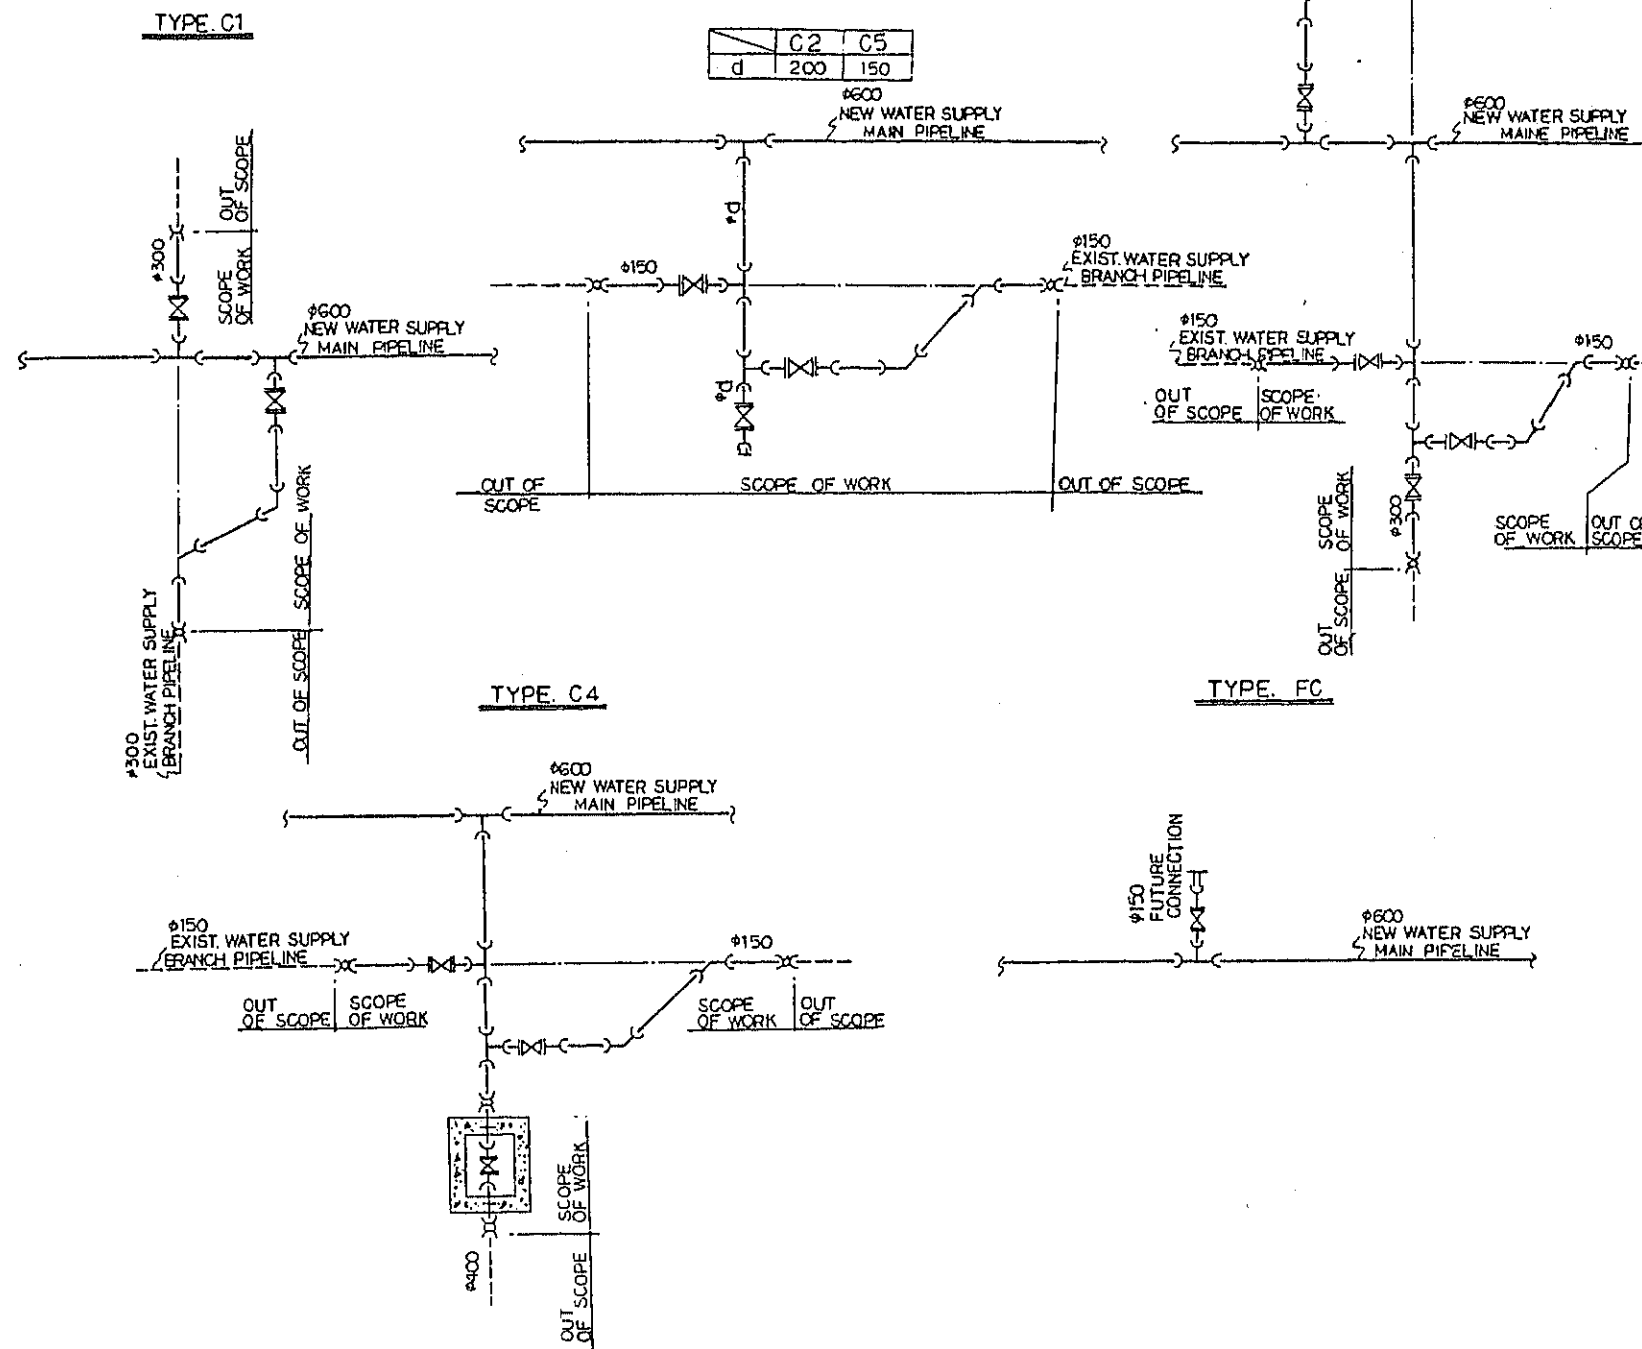 TYPE. C1
C2 C5
d 200 150
OUT
OF SCOPE
SCOPE
OF WORK
φ300
φ600
NEW WATER SUPPLY
MAIN PIPELINE
SCOPE OF WORK
OUT OF SCOPE
φ300
EXIST. WATER SUPPLY
BRANCH PIPELINE
φ600
NEW WATER SUPPLY
MAIN PIPELINE
φd
φ150
φ150
EXIST. WATER SUPPLY
BRANCH PIPELINE
φd
OUT OF
SCOPE
SCOPE OF WORK
OUT OF SCOPE
φ600
NEW WATER SUPPLY
MAINE PIPELINE
φ150
EXIST. WATER SUPPLY
BRANCH PIPELINE
φ150
OUT
OF SCOPE
SCOPE
OF WORK
φ300
SCOPE
OF WORK
OUT
OF SCOPE
SCOPE
OF WORK
OUT
SCOPE
TYPE. C4
φ600
NEW WATER SUPPLY
MAIN PIPELINE
φ150
EXIST. WATER SUPPLY
BRANCH PIPELINE
φ150
OUT
OF SCOPE
SCOPE
OF WORK
SCOPE
OF WORK
OUT
OF SCOPE
SCOPE
OF WORK
OUT
OF SCOPE
φ400
TYPE. FC
φ150
FUTURE
CONNECTION
φ600
NEW WATER SUPPLY
MAIN PIPELINE